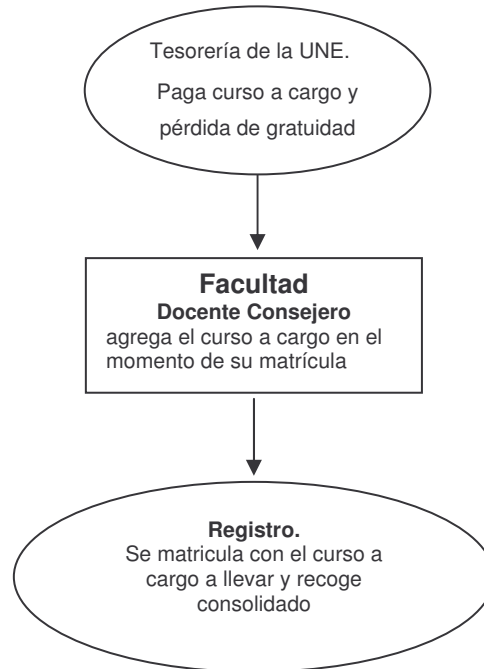 Tesorería de la UNE.
Paga curso a cargo y
pérdida de gratuidad
Facultad
Docente Consejero
agrega el curso a cargo en el
momento de su matrícula
Registro.
Se matricula con el curso a
cargo a llevar y recoge
consolidado